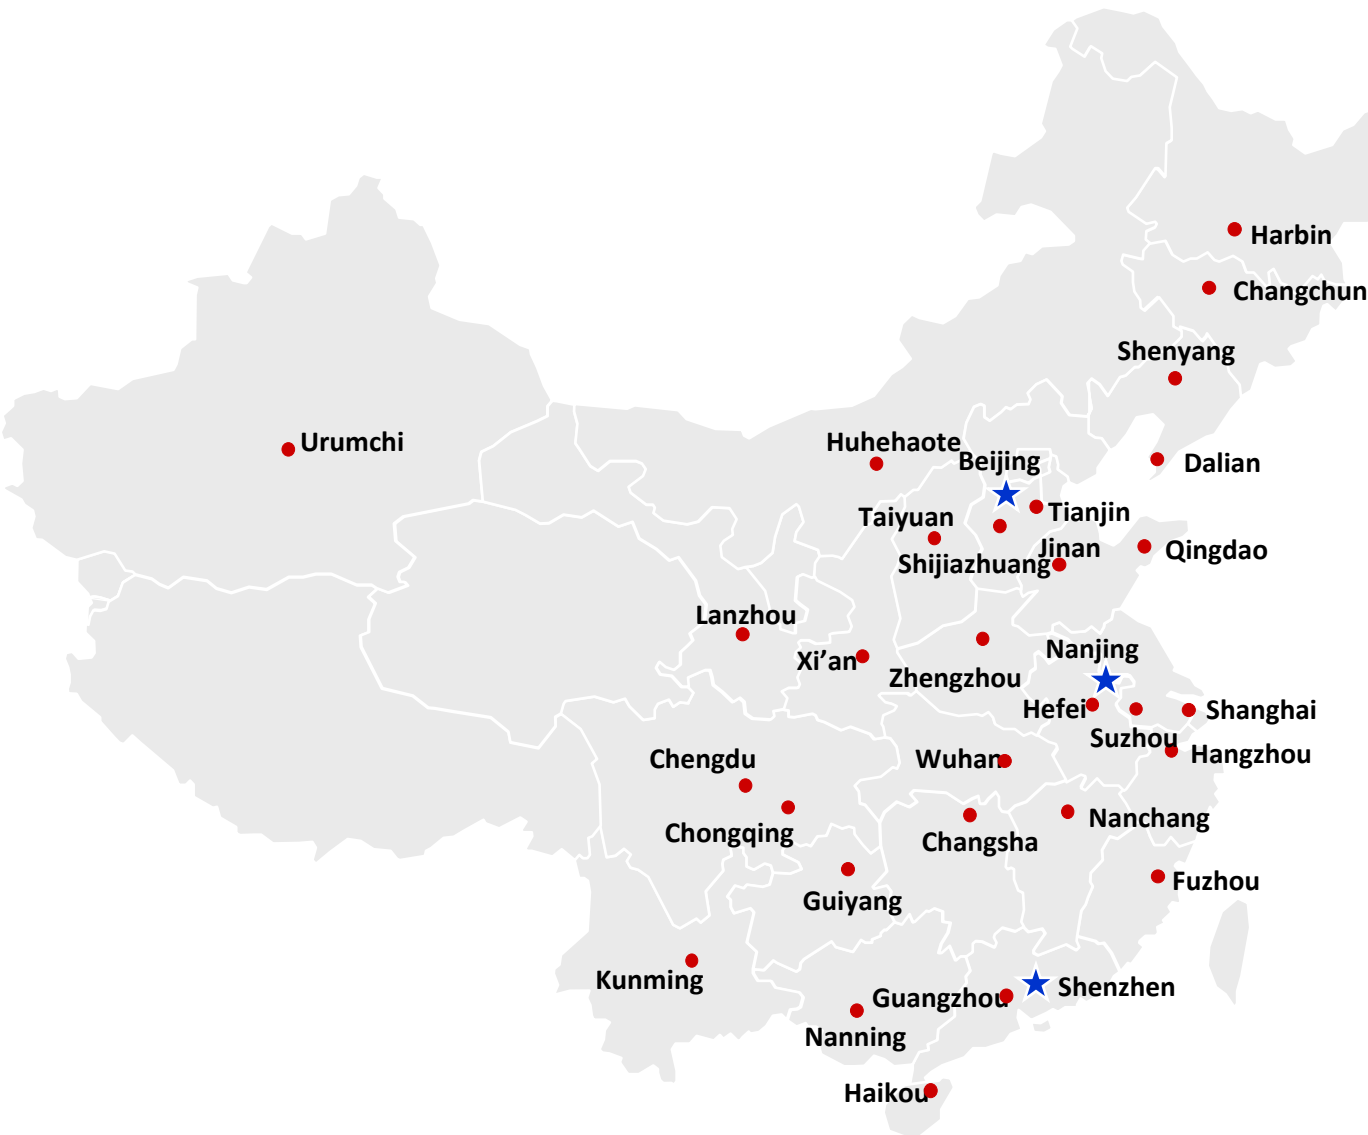 Harbin
Changchun
Shenyang
Urumchi
Huhehaote
Beijing
Dalian
Taiyuan
Tianjin
Jinan
Qingdao
Shijiazhuang
Lanzhou
Xi’an
Nanjing
Zhengzhou
Hefei
Shanghai
Suzhou
Hangzhou
Chengdu
Wuhan
Chongqing
Changsha
Nanchang
Guiyang
Fuzhou
Kunming
Guangzhou
Shenzhen
Nanning
Haikou